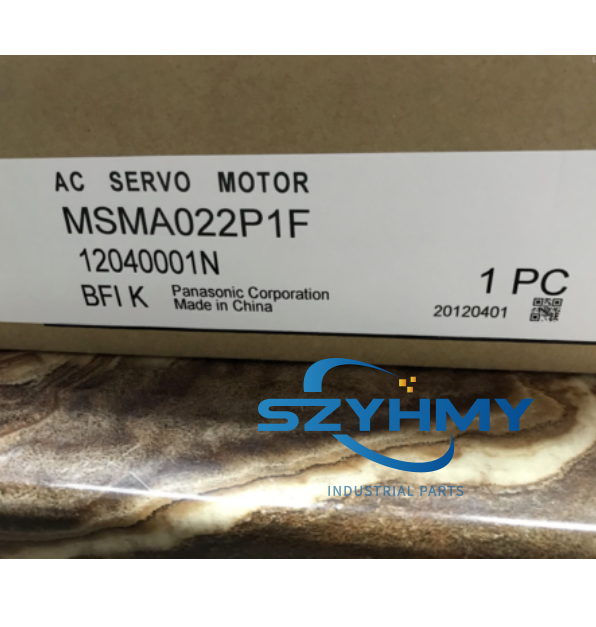 AC SERVO MOTOR
MSMA022P1F
12040001N
BFI K
Panasonic Corporation
Made in China
1 PC
20120401
SZYHMY
INDUSTRIAL PARTS